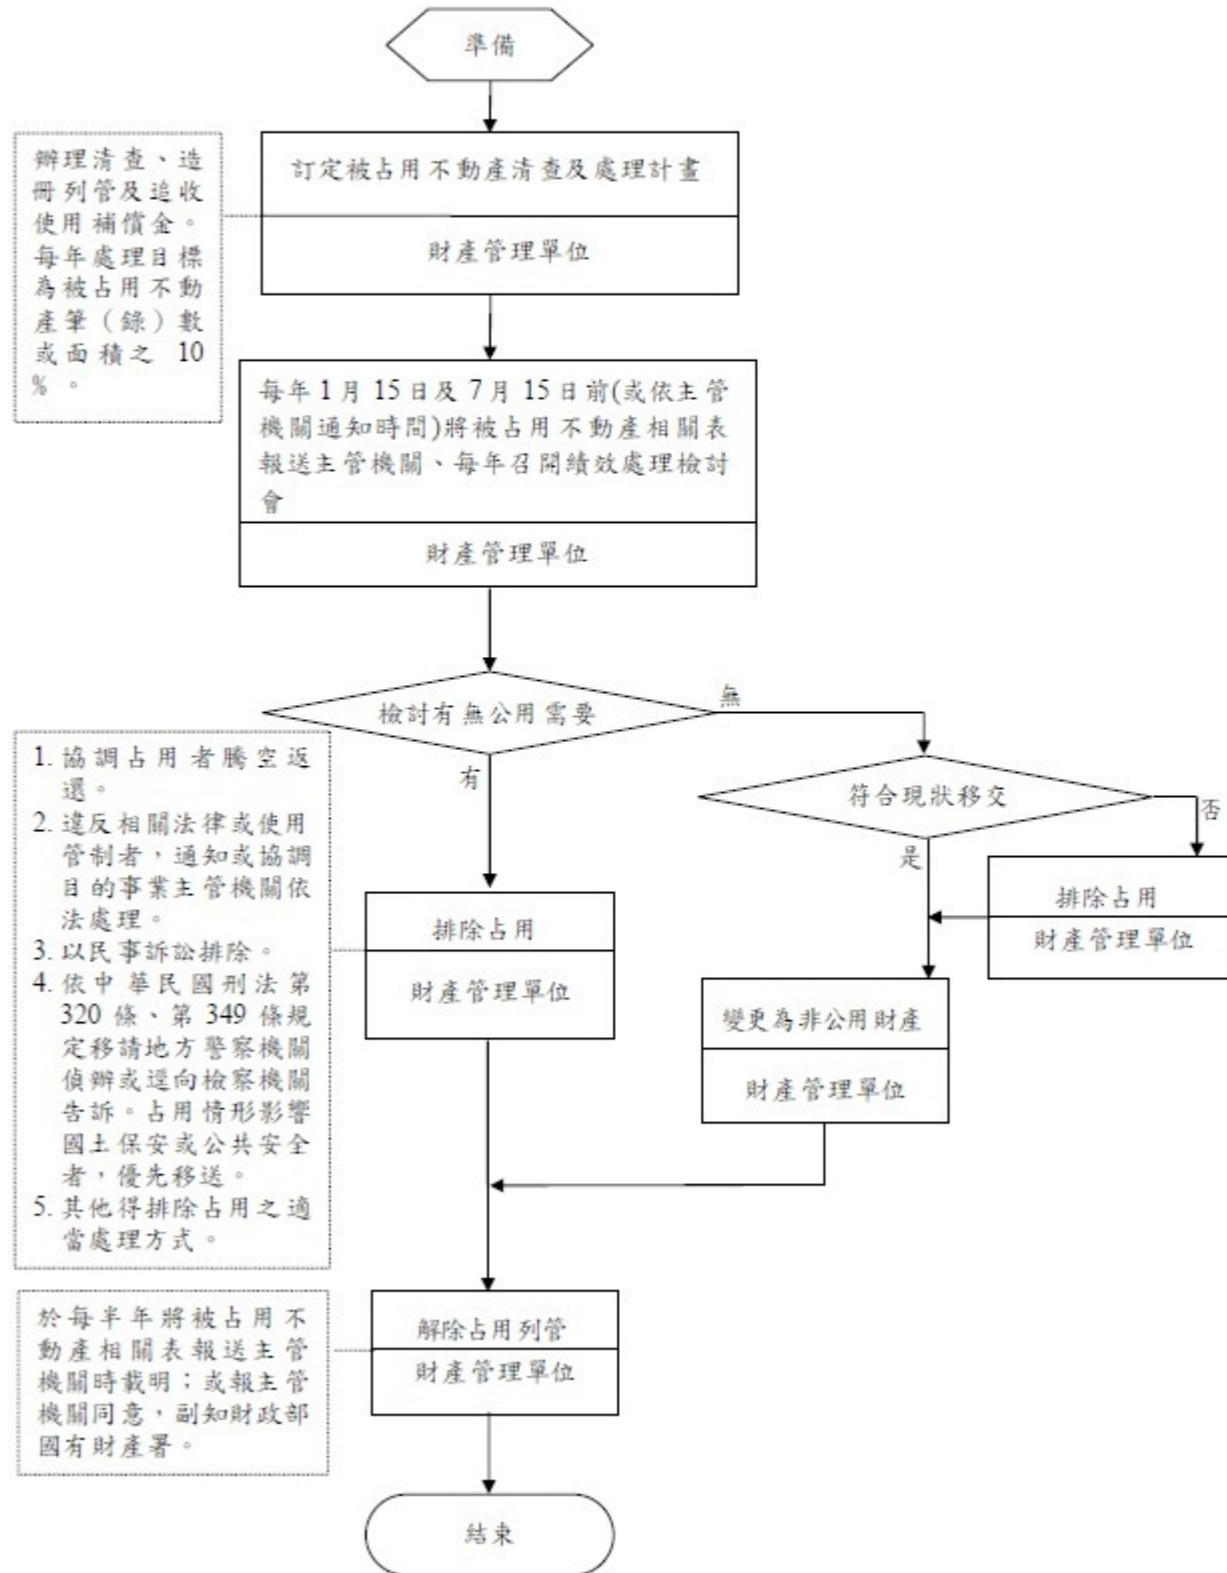 準備
辦理清查、造
冊列管及追收
使用補償金。
每年處理目標
為被占用不動
產筆（錄）數
或面積之 10
%。
訂定被占用不動產清查及處理計畫
財產管理單位
每年 1 月 15 日及 7 月 15 日前(或依主管
機關通知時間)將被占用不動產相關表
報送主管機關、每年召開績效處理檢討
會
財產管理單位
檢討有無公用需要
無
有
符合現狀移交
否
是
排除占用
財產管理單位
1. 協調占用者騰空返
還。
2. 違反相關法律或使用
管制者，通知或協調
目的事業主管機關依
法處理。
3. 以民事訴訟排除。
4. 依中華民國刑法第
320 條、第 349 條規
定移請地方警察機關
偵辦或逕向檢察機關
告訴。占用情形影響
國土保安或公共安全
者，優先移送。
5. 其他得排除占用之適
當處理方式。
排除占用
財產管理單位
變更為非公用財產
財產管理單位
於每半年將被占用不
動產相關表報送主管
機關時載明；或報主管
機關同意，副知財政部
國有財產署。
解除占用列管
財產管理單位
結束